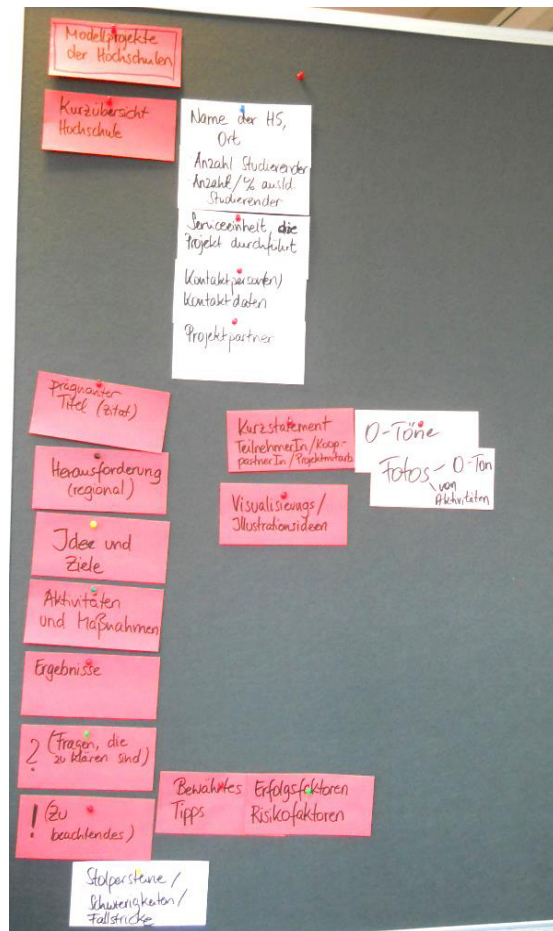 Modellprojekte
der Hochschulen
Kurzübersicht
Hochschule
Name der HS,
Ort
Anzahl Studierender
Anzahl/% ausld.
Studierender
Serviceeinheit, die
Projekt durchführt
Kontaktperson(en)
Kontaktdaten
Projektpartner
prägnanter
Titel (Zitat)
Kurzstatement
TeilnehmerIn/Koop-
partnerIn/Projektmitarb.
O-Töne
Fotos - O-Ton
von
Aktivitäten
Herausforderung
(regional)
Visualisierungs/
Illustrationsideen
Idee und
Ziele
Aktivitäten
und Maßnahmen
Ergebnisse
? (Fragen, die
zu klären sind)
! (Zu
beachtendes)
Bewährtes
Tipps
Erfolgsfaktoren
Risikofaktoren
Stolpersteine/
Schwierigkeiten/
Fallstricke